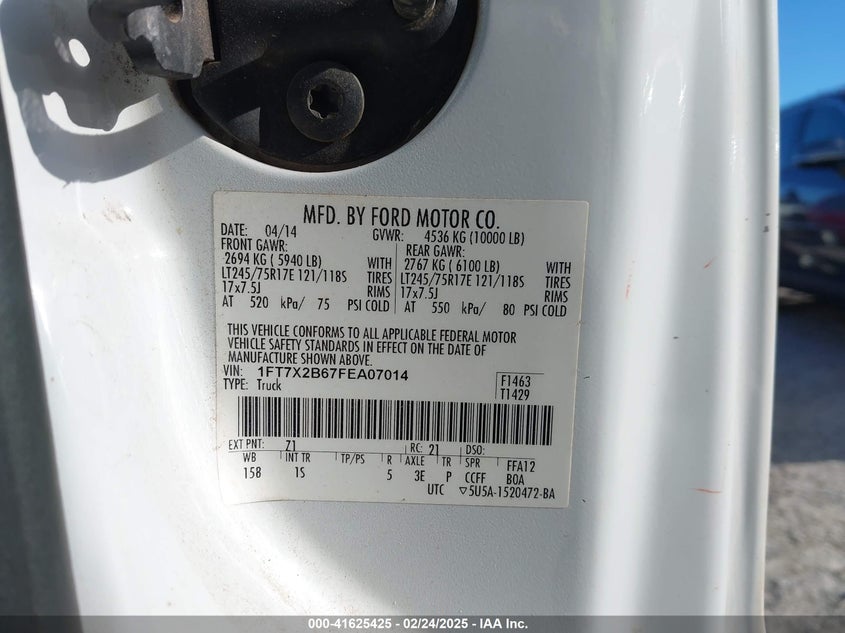 MFD. BY FORD MOTOR CO.
DATE: 04/14 GVWR: 4536 KG (10000 LB)
FRONT GAWR: REAR GAWR:
2694 KG ( 5940 LB) WITH 2767 KG ( 6100 LB) WITH
LT245/75R17E 121/118S TIRES LT245/75R17E 121/118S TIRES
17x7.5J RIMS 17x7.5J RIMS
AT 520 kPa/ 75 PSI COLD AT 550 kPa/ 80 PSI COLD
THIS VEHICLE CONFORMS TO ALL APPLICABLE FEDERAL MOTOR
VEHICLE SAFETY STANDARDS IN EFFECT ON THE DATE OF
MANUFACTURE SHOWN ABOVE.
VIN: 1FT7X2B67FEA07014
TYPE: Truck
F1463
T1429
EXT PNT: Z1 RC: 21 DSO:
WB INT TR TP/PS R AXLE TR SPR FFA12
158 1S 5 3E P CCFF BOA
UTC ▽5U5A-1520472-BA
000-41625425 - 02/24/2025 - IAA Inc.